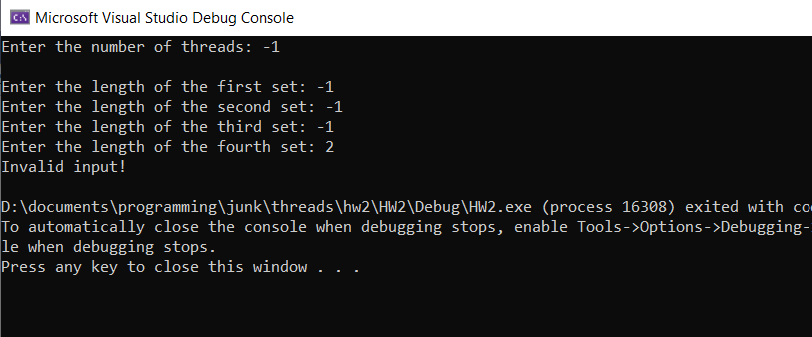 Microsoft Visual Studio Debug Console
Enter the number of threads: -1
Enter the length of the first set: -1
Enter the length of the second set: -1
Enter the length of the third set: -1
Enter the length of the fourth set: 2
Invalid input!
D:\documents\programming\junk\threads\hw2\HW2\Debug\HW2.exe (process 16308) exited with co
To automatically close the console when debugging stops, enable Tools->Options->Debugging-
le when debugging stops.
Press any key to close this window . . .